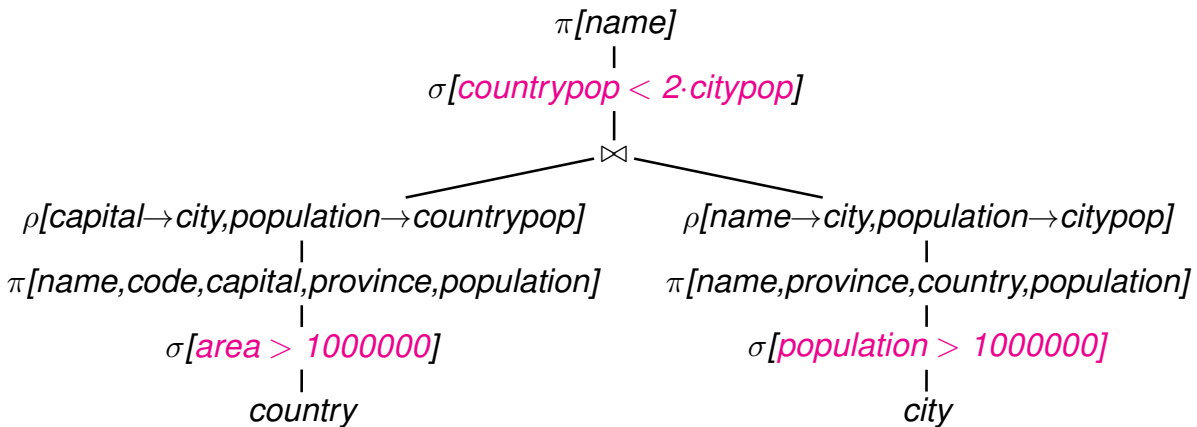 π[name]
σ[countrypop < 2·citypop]
⋈
ρ[capital→city,population→countrypop] ρ[name→city,population→citypop]
π[name,code,capital,province,population] π[name,province,country,population]
σ[area > 1000000] σ[population > 1000000]
country city